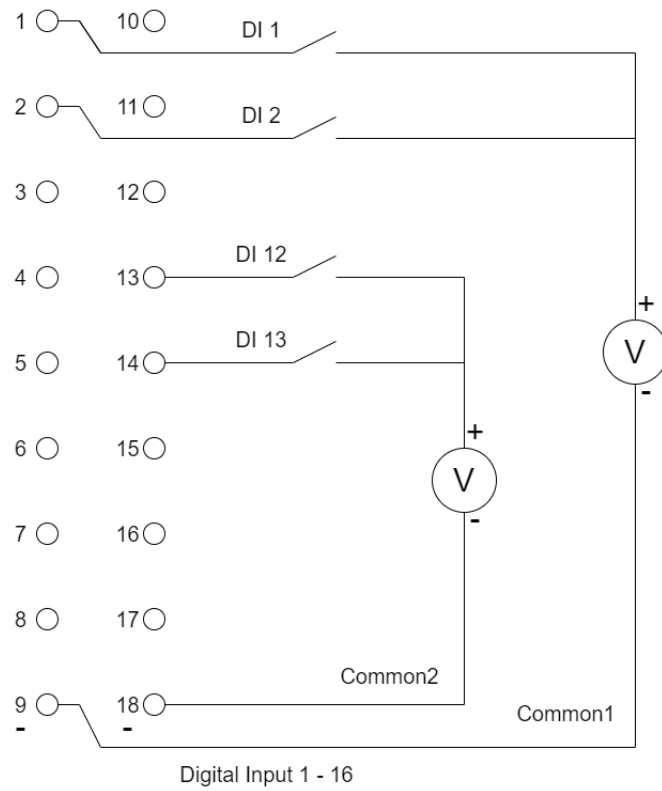 1 10 DI 1
2 11 DI 2
3 12
4 13 DI 12
+
5 14 DI 13 V
-
+
6 15
V
-
7 16
8 17
Common2
9 18
Common1
- -
Digital Input 1 - 16